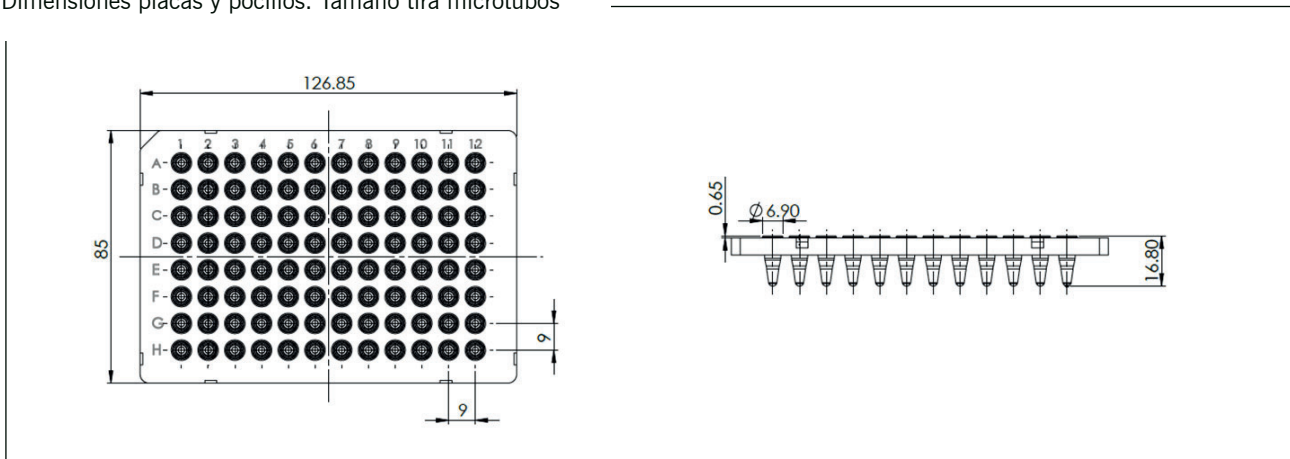 Dimensiones placas y pocillos. Tamaño tira microtubos
126.85
1 2 3 4 5 6 7 8 9 10 11 12
A
B
C
D
E
F
G
H
85
9
9
0.65
Ø 6.90
16.80